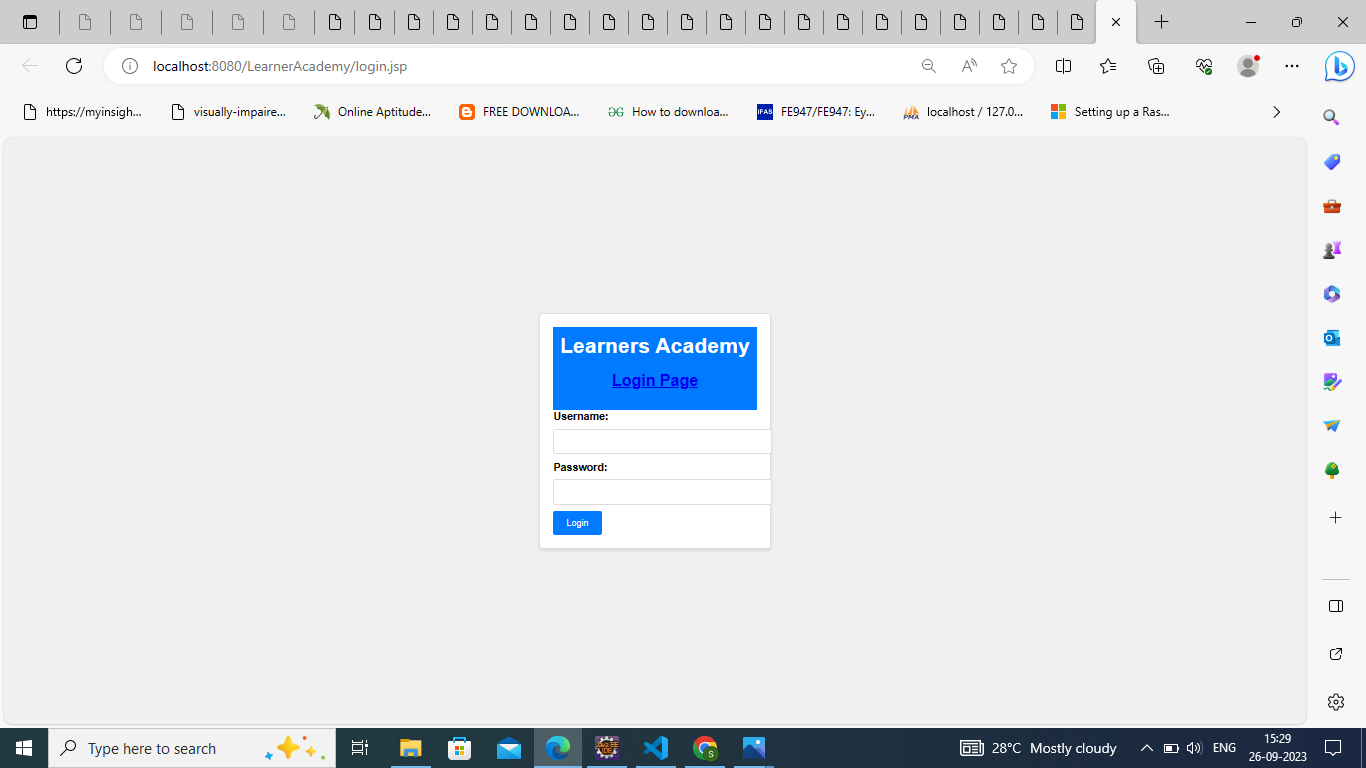 localhost:8080/LearnerAcademy/login.jsp
https://myinsigh... visually-impaire... Online Aptitude... FREE DOWNLOA... How to downloa... IFAS FE947/FE947: Ey... PMA localhost / 127.0... Setting up a Ras...
Learners Academy
Login Page
Username:
Password:
Login
Type here to search
28°C Mostly cloudy
ENG
15:29
26-09-2023